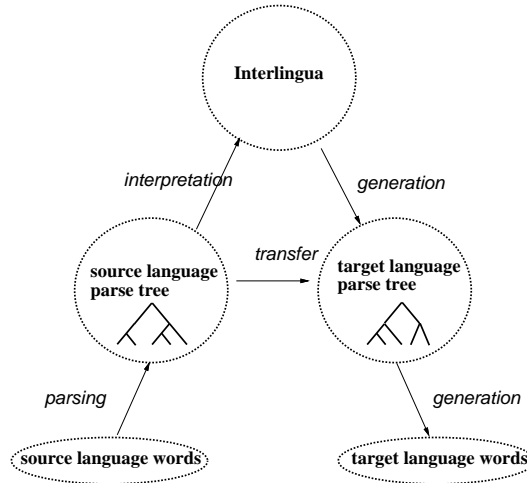 Interlingua
interpretation
generation
transfer
source language
parse tree
target language
parse tree
parsing
generation
source language words
target language words